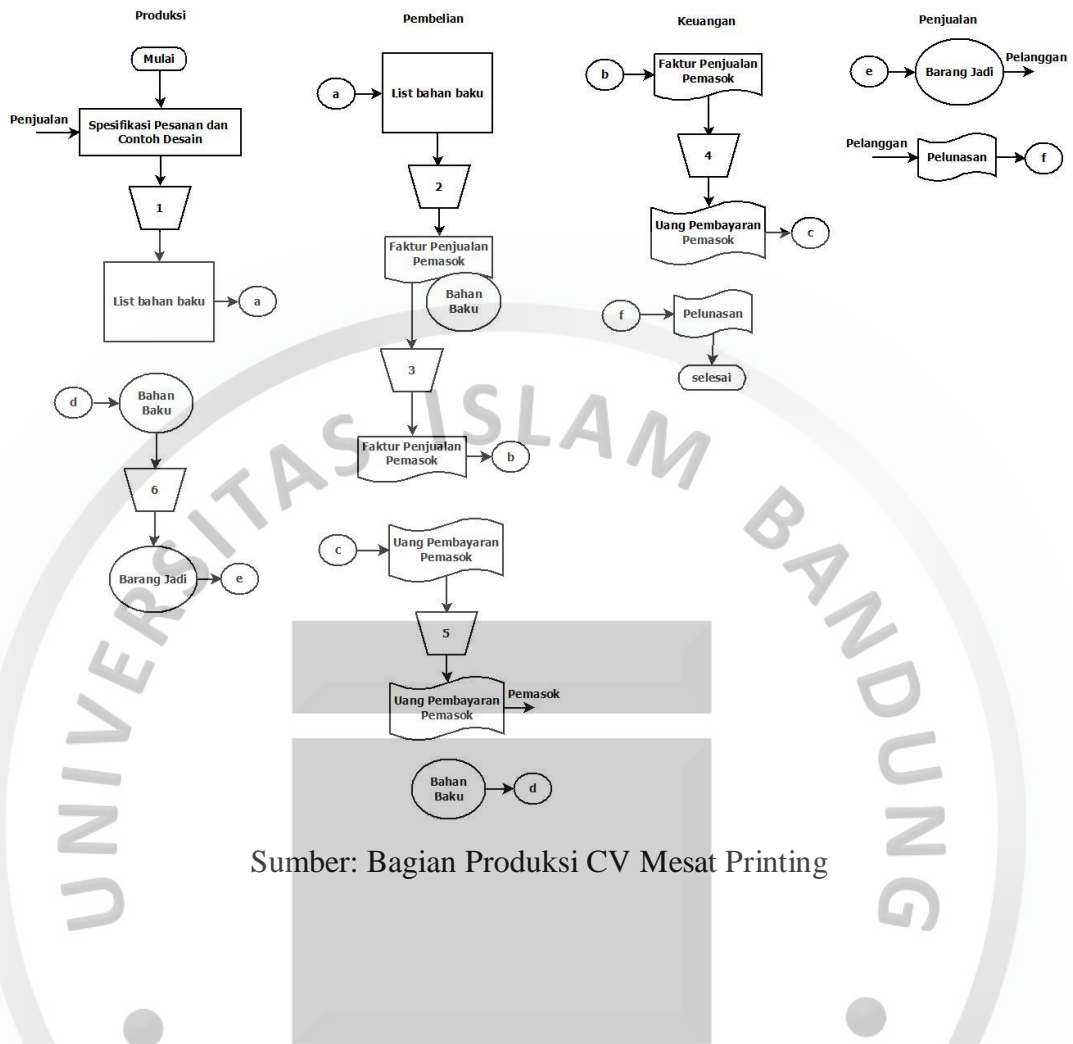 Produksi
Mulai
Penjualan
Spesifikasi Pesanan dan
Contoh Desain
1
List bahan baku
a
d
Bahan
Baku
6
Barang Jadi
e
Pembelian
a
List bahan baku
2
Faktur Penjualan
Pemasok
Bahan
Baku
3
Faktur Penjualan
Pemasok
b
c
Uang Pembayaran
Pemasok
5
Uang Pembayaran
Pemasok
Pemasok
Bahan
Baku
d
Keuangan
b
Faktur Penjualan
Pemasok
4
Uang Pembayaran
Pemasok
c
f
Pelunasan
selesai
Penjualan
e
Barang Jadi
Pelanggan
Pelanggan
Pelunasan
f
Sumber: Bagian Produksi CV Mesat Printing
UNIVERSITAS ISLAM BANDUNG